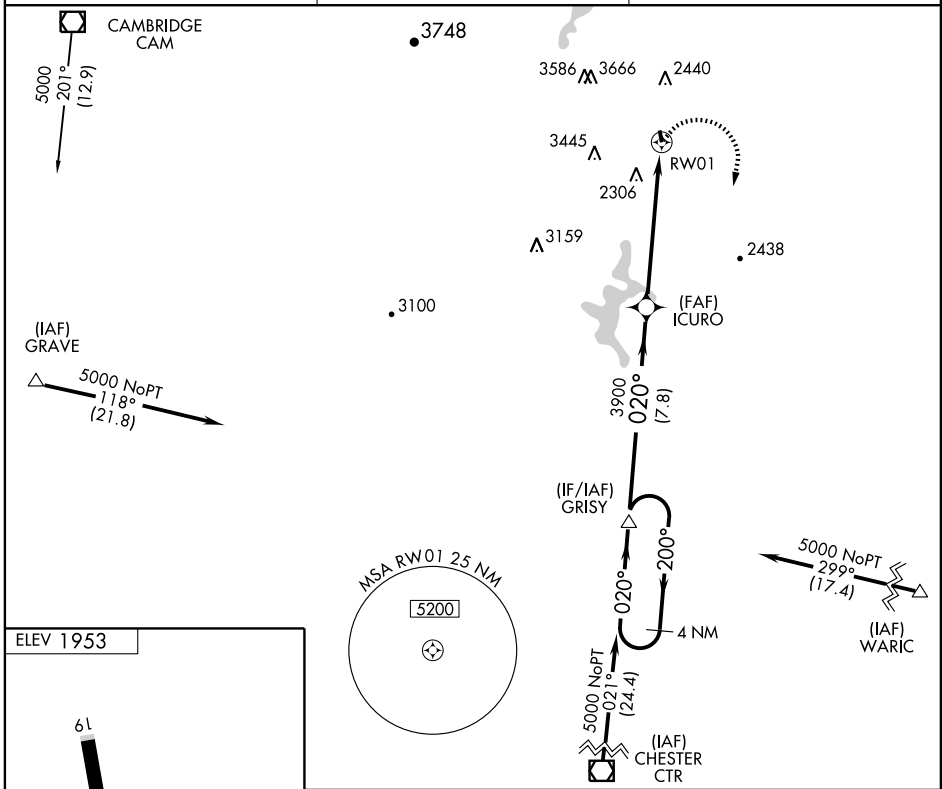 CAMBRIDGE
CAM
5000
201°
(12.9)
3748
3586
3666
2440
3445
RW01
2306
3159
2438
3100
(FAF)
ICURO
(IAF)
GRAVE
5000 NoPT
118°
(21.8)
3900
020°
(7.8)
(IF/IAF)
GRISY
020°
200°
4 NM
5000 NoPT
299°
(17.4)
(IAF)
WARIC
MSA RW01 25 NM
5200
5000 NoPT
021°
(24.4)
(IAF)
CHESTER
CTR
ELEV 1953
19